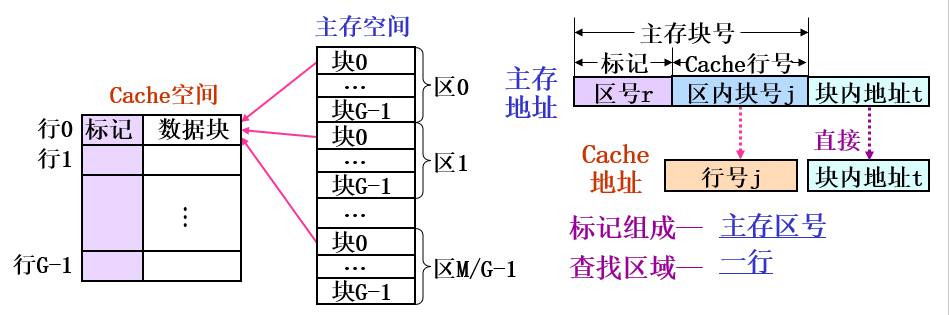 主存空间
块0
…
块G-1
区0
块0
…
块G-1
区1
…
块0
…
块G-1
区M/G-1
Cache空间
行0
标记
数据块
行1
⋮
行G-1
主存块号
标记
Cache行号
主存
地址
区号r
区内块号j
块内地址t
直接
Cache
地址
行号j
块内地址t
标记组成—
主存区号
查找区域—
一行